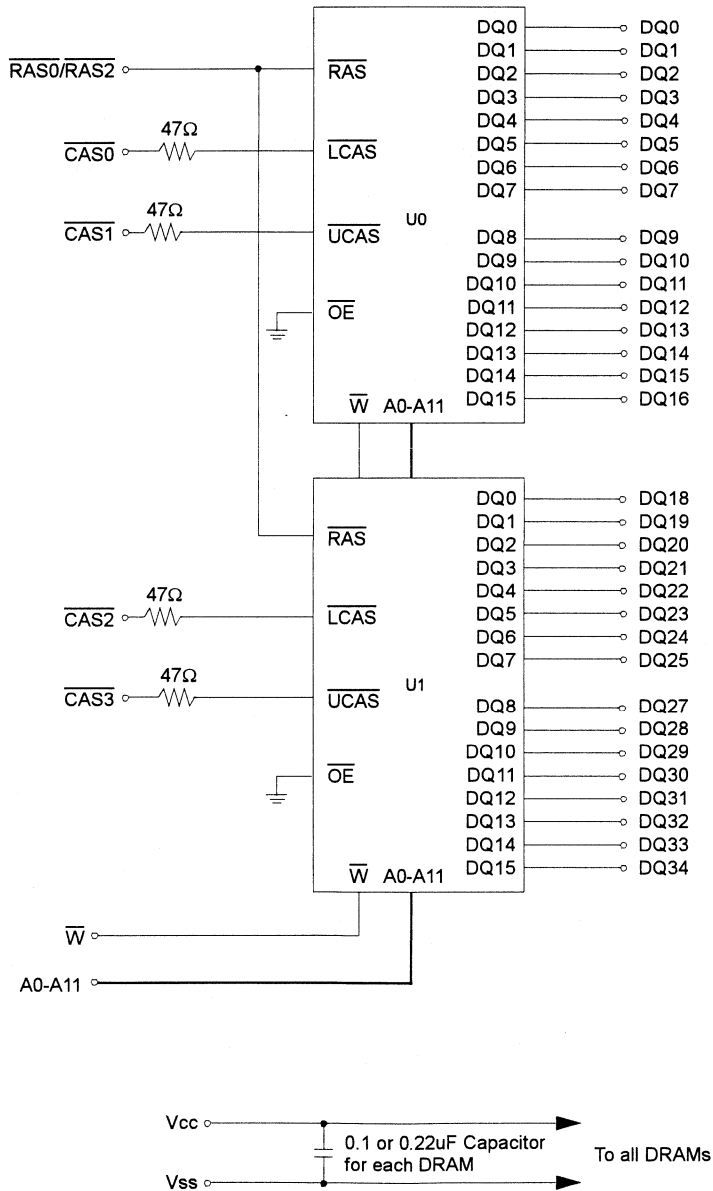 DQ0 DQ0
DQ1 DQ1
RAS0/RAS2 RAS DQ2 DQ2
DQ3 DQ3
47Ω DQ4 DQ4
CAS0 LCAS DQ5 DQ5
DQ6 DQ6
47Ω DQ7 DQ7
U0
CAS1 UCAS DQ8 DQ9
DQ9 DQ10
DQ10 DQ11
OE DQ11 DQ12
DQ12 DQ13
DQ13 DQ14
DQ14 DQ15
W A0-A11 DQ15 DQ16
DQ0 DQ18
DQ1 DQ19
RAS DQ2 DQ20
DQ3 DQ21
47Ω DQ4 DQ22
CAS2 LCAS DQ5 DQ23
DQ6 DQ24
47Ω DQ7 DQ25
U1
CAS3 UCAS DQ8 DQ27
DQ9 DQ28
DQ10 DQ29
OE DQ11 DQ30
DQ12 DQ31
DQ13 DQ32
DQ14 DQ33
W A0-A11 DQ15 DQ34
W
A0-A11
Vcc
0.1 or 0.22uF Capacitor
for each DRAM
To all DRAMs
Vss